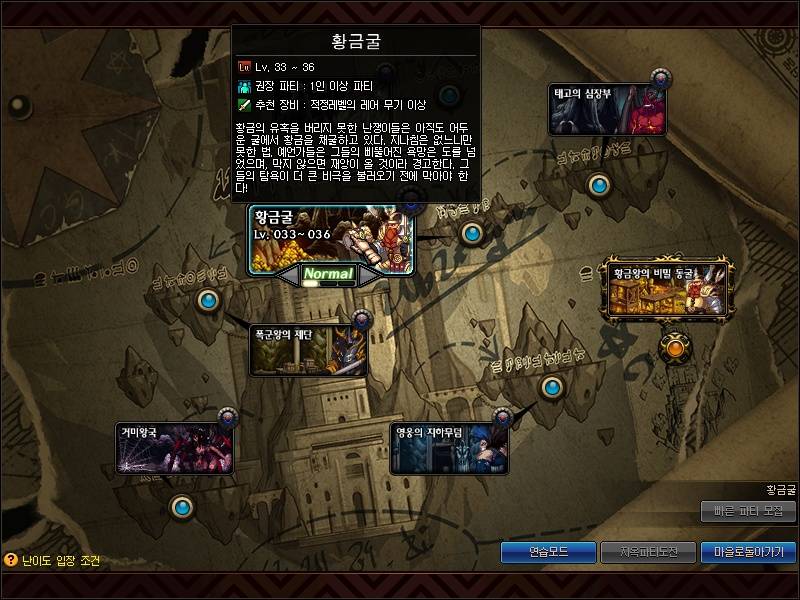 황금굴
Lv Lv. 33 ~ 36
권장 파티 : 1인 이상 파티
추천 장비 : 적정레벨의 레어 무기 이상
황금의 유혹을 버리지 못한 난쟁이들은 아직도 어두
운 굴에서 황금을 채굴하고 있다. 지나침은 없느니만
못한 법. 예언가들은 그들의 삐뚤어진 욕망은 도를 넘
었으며, 막지 않으면 재앙이 올 것이라 경고한다. 그
들의 탐욕이 더 큰 비극을 불러오기 전에 막아야 한
다!
태고의 심장부
황금굴
Lv. 033~036
Normal
황금왕의 비밀 동굴
폭군왕의 제단
거미왕국
영웅의 지하무덤
황금굴
빠른 파티 모집
? 난이도 입장 조건
연습모드
지옥파티도전
마을로돌아가기